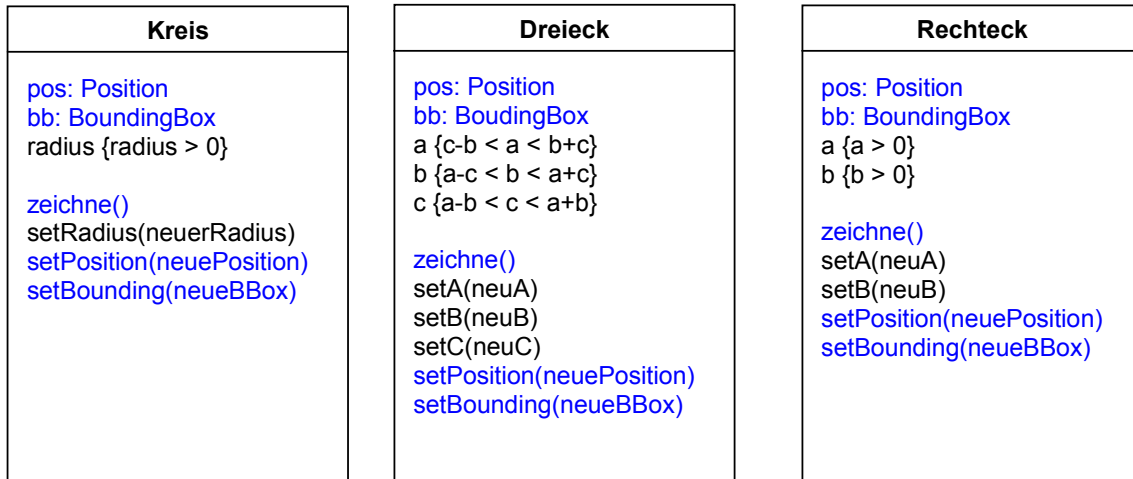 Kreis
pos: Position
bb: BoundingBox
radius {radius > 0}
zeichne()
setRadius(neuerRadius)
setPosition(neuePosition)
setBounding(neueBBox)
Dreieck
pos: Position
bb: BoudingBox
a {c-b < a < b+c}
b {a-c < b < a+c}
c {a-b < c < a+b}
zeichne()
setA(neuA)
setB(neuB)
setC(neuC)
setPosition(neuePosition)
setBounding(neueBBox)
Rechteck
pos: Position
bb: BoundingBox
a {a > 0}
b {b > 0}
zeichne()
setA(neuA)
setB(neuB)
setPosition(neuePosition)
setBounding(neueBBox)